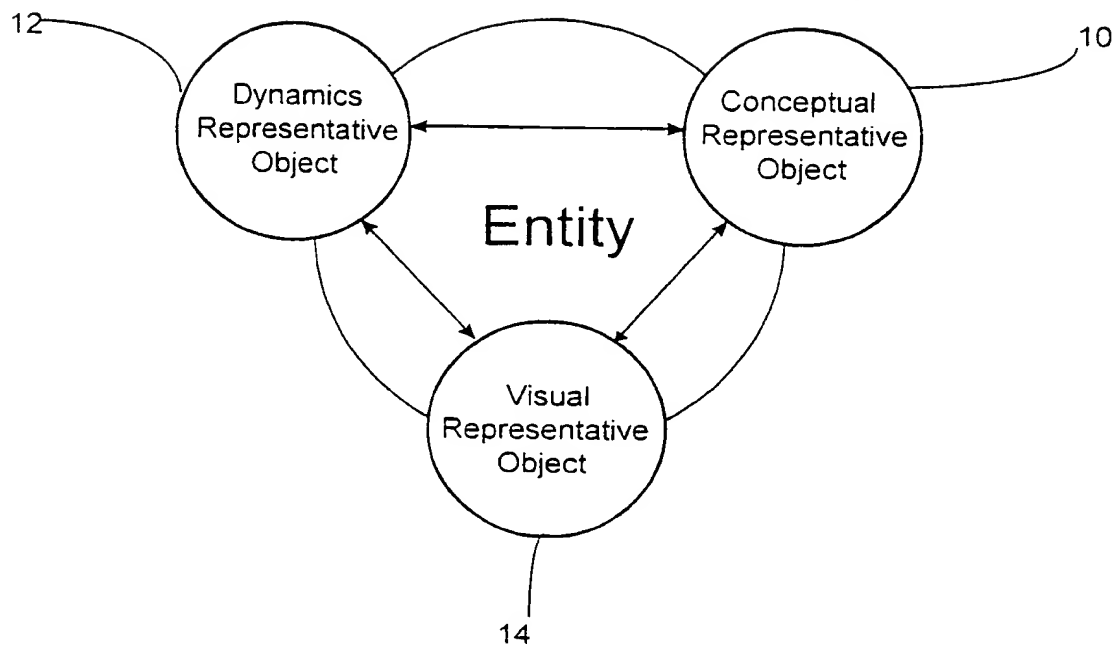 12
10
Dynamics
Representative
Object
Conceptual
Representative
Object
Entity
Visual
Representative
Object
14